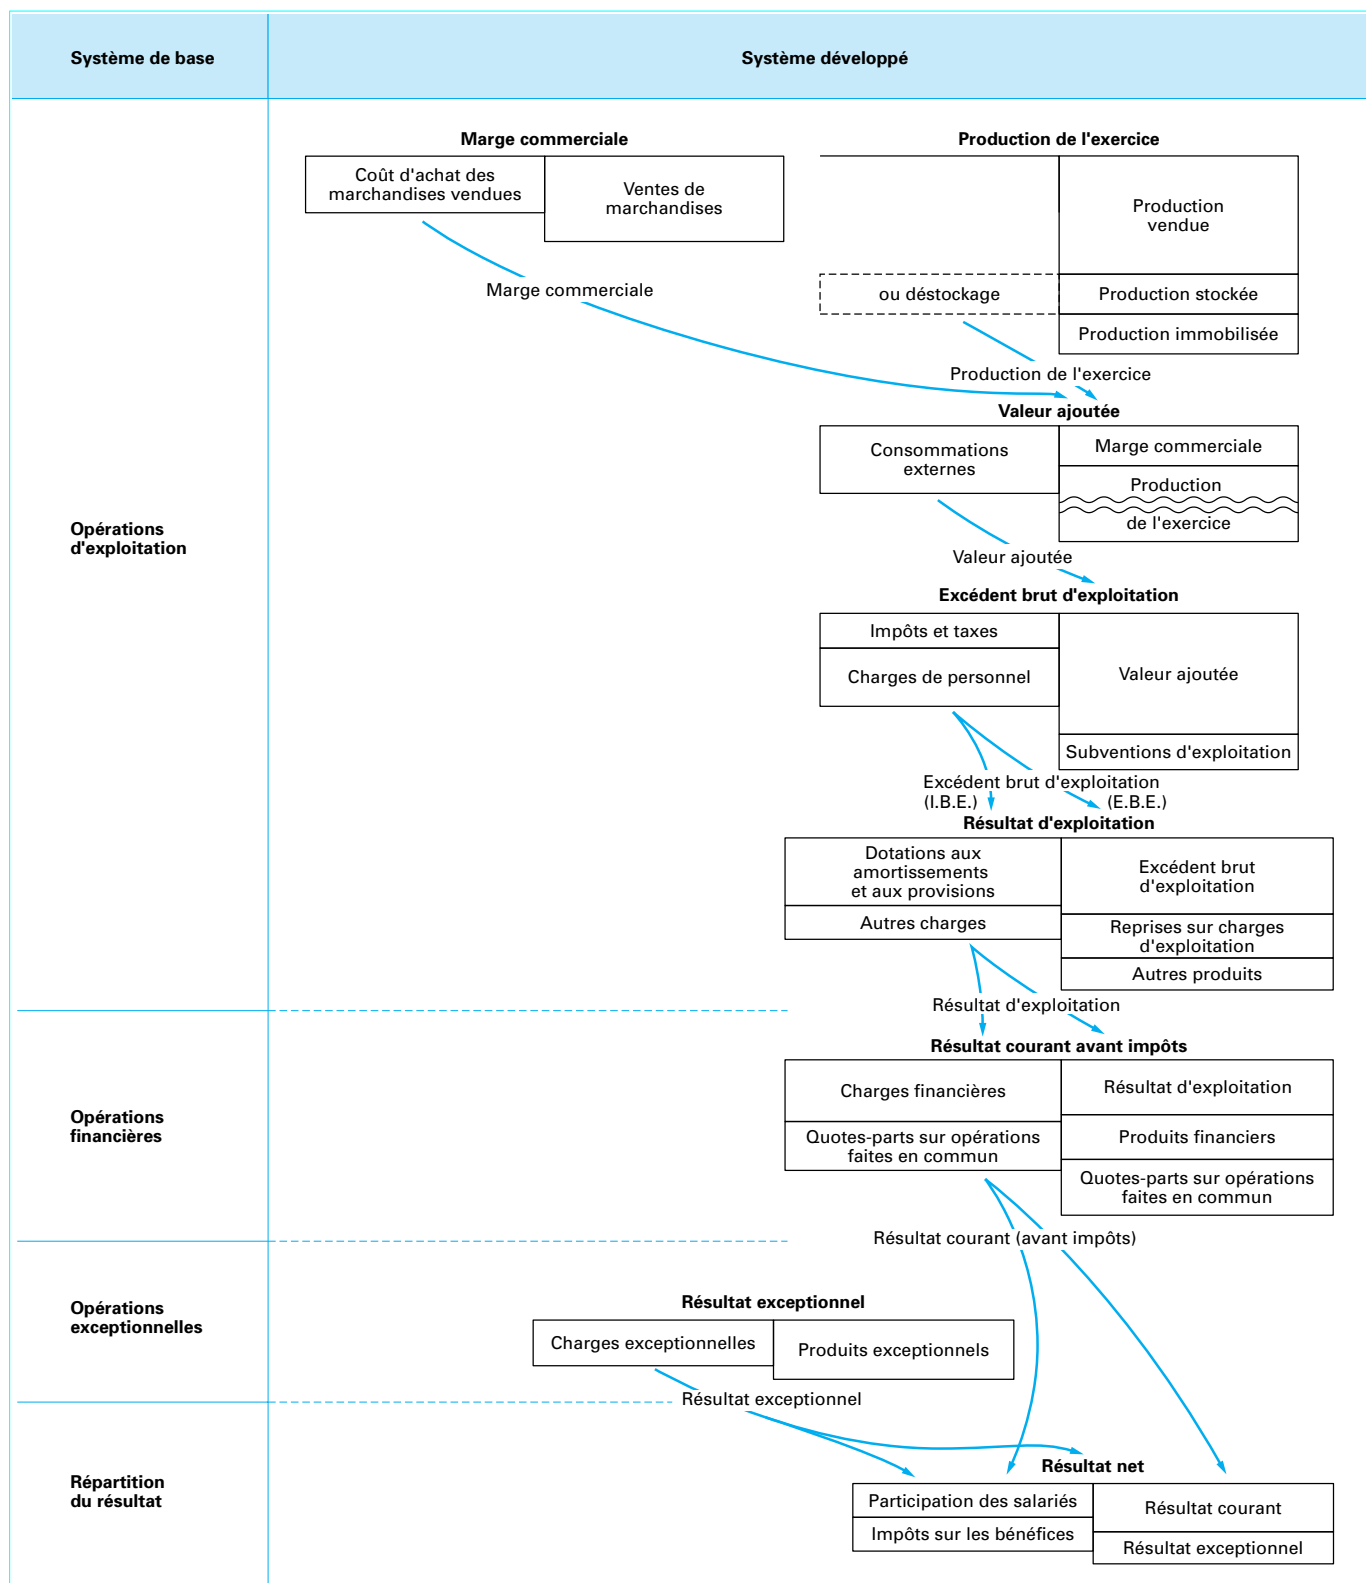 Système de base
Système développé
Opérations
d'exploitation
Marge commerciale
Coût d'achat des
marchandises vendues
Ventes de
marchandises
Marge commerciale
Production de l'exercice
Production
vendue
ou déstockage
Production stockée
Production immobilisée
Production de l'exercice
Valeur ajoutée
Consommations
externes
Marge commerciale
Production
de l'exercice
Valeur ajoutée
Excédent brut d'exploitation
Impôts et taxes
Charges de personnel
Valeur ajoutée
Subventions d'exploitation
Excédent brut d'exploitation
(I.B.E.) (E.B.E.)
Résultat d'exploitation
Dotations aux
amortissements
et aux provisions
Autres charges
Excédent brut
d'exploitation
Reprises sur charges
d'exploitation
Autres produits
Résultat d'exploitation
Opérations
financières
Résultat courant avant impôts
Charges financières
Quotes-parts sur opérations
faites en commun
Résultat d'exploitation
Produits financiers
Quotes-parts sur opérations
faites en commun
Résultat courant (avant impôts)
Opérations
exceptionnelles
Résultat exceptionnel
Charges exceptionnelles
Produits exceptionnels
Résultat exceptionnel
Répartition
du résultat
Résultat net
Participation des salariés
Impôts sur les bénéfices
Résultat courant
Résultat exceptionnel